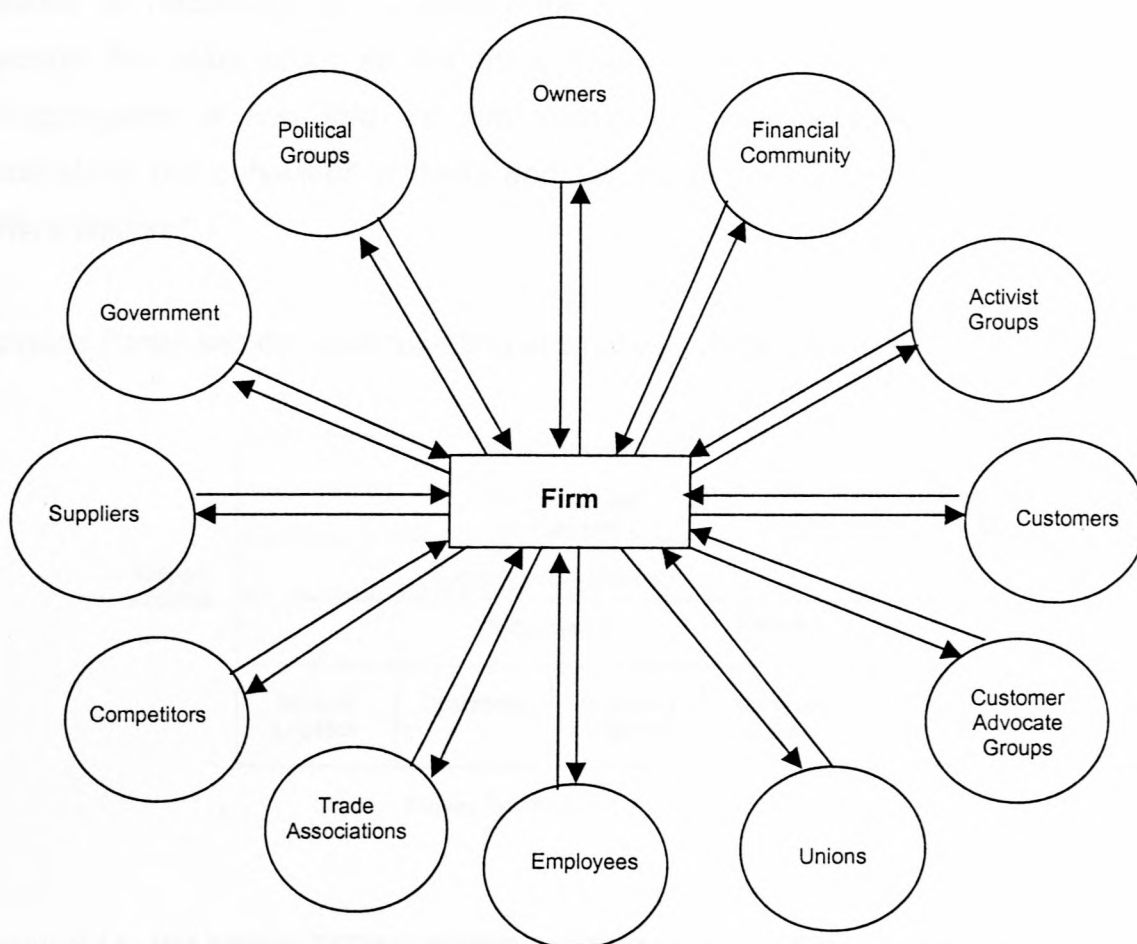 Owners
Political
Groups
Financial
Community
Government
Activist
Groups
Firm
Suppliers
Customers
Competitors
Customer
Advocate
Groups
Trade
Associations
Employees
Unions